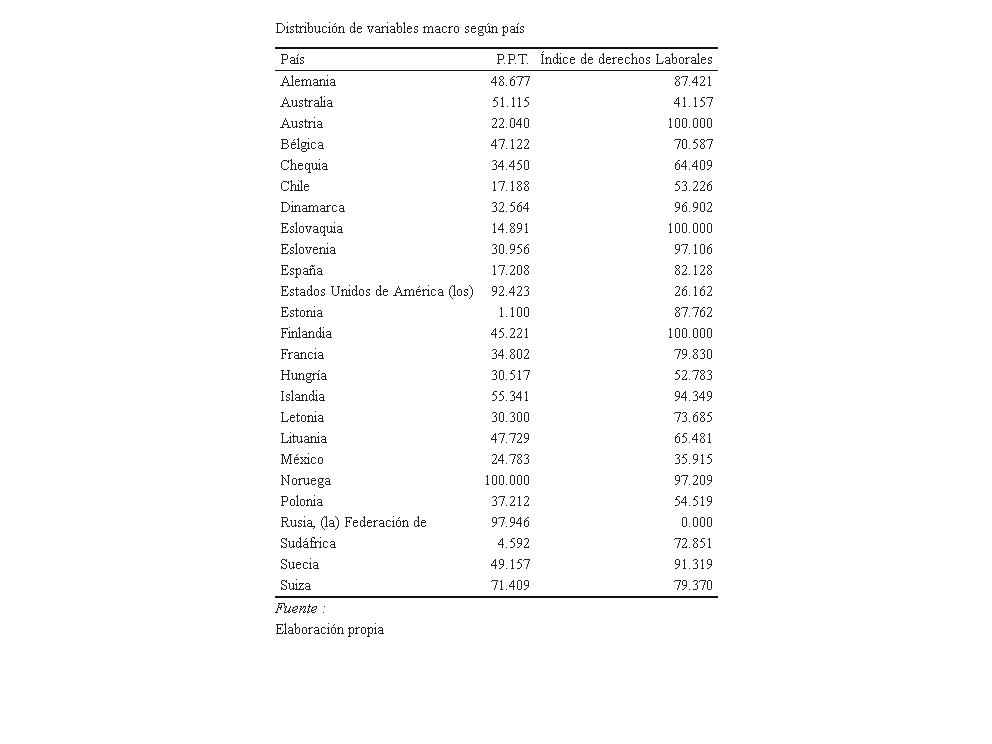 Distribución de variables macro según país
País P.P.T. Índice de derechos Laborales
Alemania 48.677 87.421
Australia 51.115 41.157
Austria 22.040 100.000
Bélgica 47.122 70.587
Chequia 34.450 64.409
Chile 17.188 53.226
Dinamarca 32.564 96.902
Eslovaquia 14.891 100.000
Eslovenia 30.956 97.106
España 17.208 82.128
Estados Unidos de América (los) 92.423 26.162
Estonia 1.100 87.762
Finlandia 45.221 100.000
Francia 34.802 79.830
Hungría 30.517 52.783
Islandia 55.341 94.349
Letonia 30.300 73.685
Lituania 47.729 65.481
México 24.783 35.915
Noruega 100.000 97.209
Polonia 37.212 54.519
Rusia, (la) Federación de 97.946 0.000
Sudáfrica 4.592 72.851
Suecia 49.157 91.319
Suiza 71.409 79.370
Fuente :
Elaboración propia